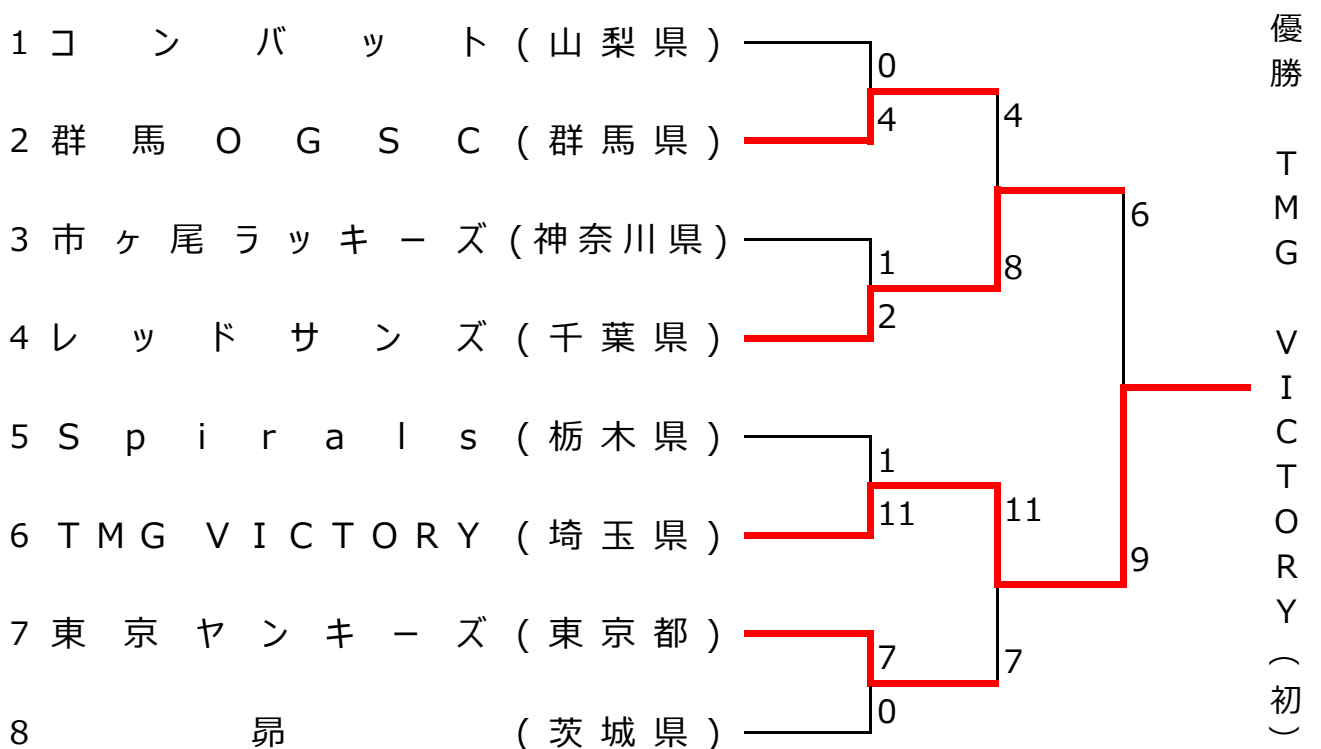 1 コンバット(山梨県)
0
2 群馬OGSC(群馬県)
4
4
3 市ヶ尾ラッキーズ(神奈川県)
1
8
6
4 レッドサンズ(千葉県)
2
5 Spirals(栃木県)
1
6 TMG VICTORY(埼玉県)
11
11
9
7 東京ヤンキーズ(東京都)
7
7
8 昴(茨城県)
0
優勝 TMG VICTORY(初)